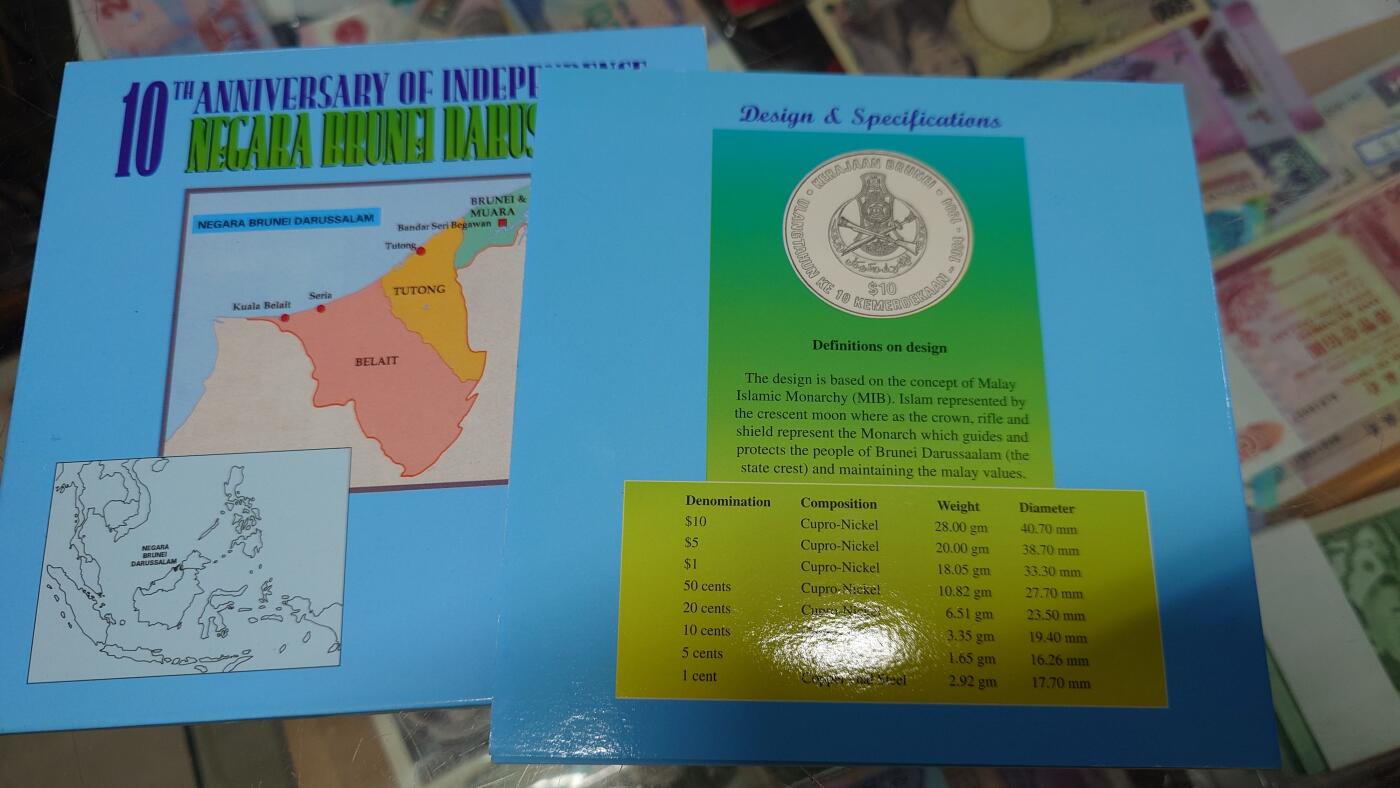 10TH ANNIVERSARY OF INDEPENDENCE
NEGARA BRUNEI DARUS
NEGARA BRUNEI DARUSSALAM
BRUNEI &
MUARA
Bandar Seri Begawan
Tutong
TUTONG
Seria
Kuala Belait
BELAIT
NEGARA
BRUNEI
DARUSSALAM
Design & Specifications
KERAJAAN BRUNEI
1984 - 1994
ULANGTAHUN KE 10 KEMERDEKAAN
$10
Definitions on design
The design is based on the concept of Malay
Islamic Monarchy (MIB). Islam represented by
the crescent moon where as the crown, rifle and
shield represent the Monarch which guides and
protects the people of Brunei Darussaalam (the
state crest) and maintaining the malay values.
Denomination Composition Weight Diameter
$10 Cupro-Nickel 28.00 gm 40.70 mm
$5 Cupro-Nickel 20.00 gm 38.70 mm
$1 Cupro-Nickel 18.05 gm 33.30 mm
50 cents Cupro-Nickel 10.82 gm 27.70 mm
20 cents Cupro-Nickel 6.51 gm 23.50 mm
10 cents 3.35 gm 19.40 mm
5 cents 1.65 gm 16.26 mm
1 cent Copper Steel 2.92 gm 17.70 mm